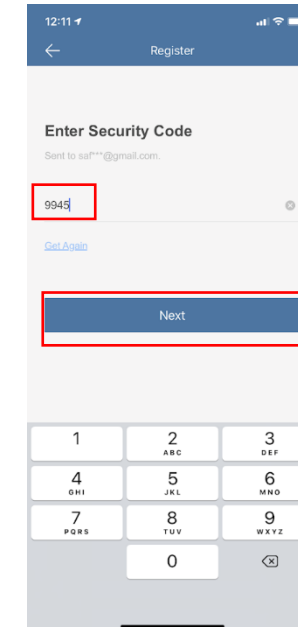 12:11
Register
Enter Security Code
Sent to saf***@gmail.com.
9945
Get Again
Next
1 2 3
ABC DEF
4 5 6
GHI JKL MNO
7 8 9
PQRS TUV WXYZ
0